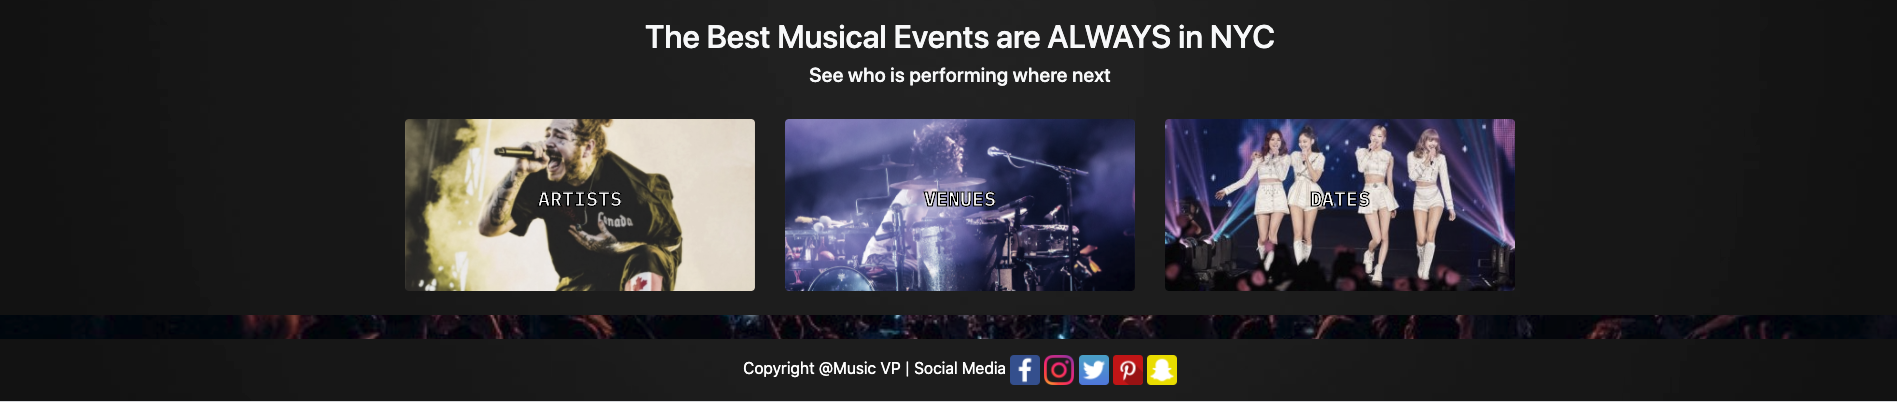 The Best Musical Events are ALWAYS in NYC
See who is performing where next
ARTISTS
VENUES
DATES
Canada
Copyright @Music VP | Social Media